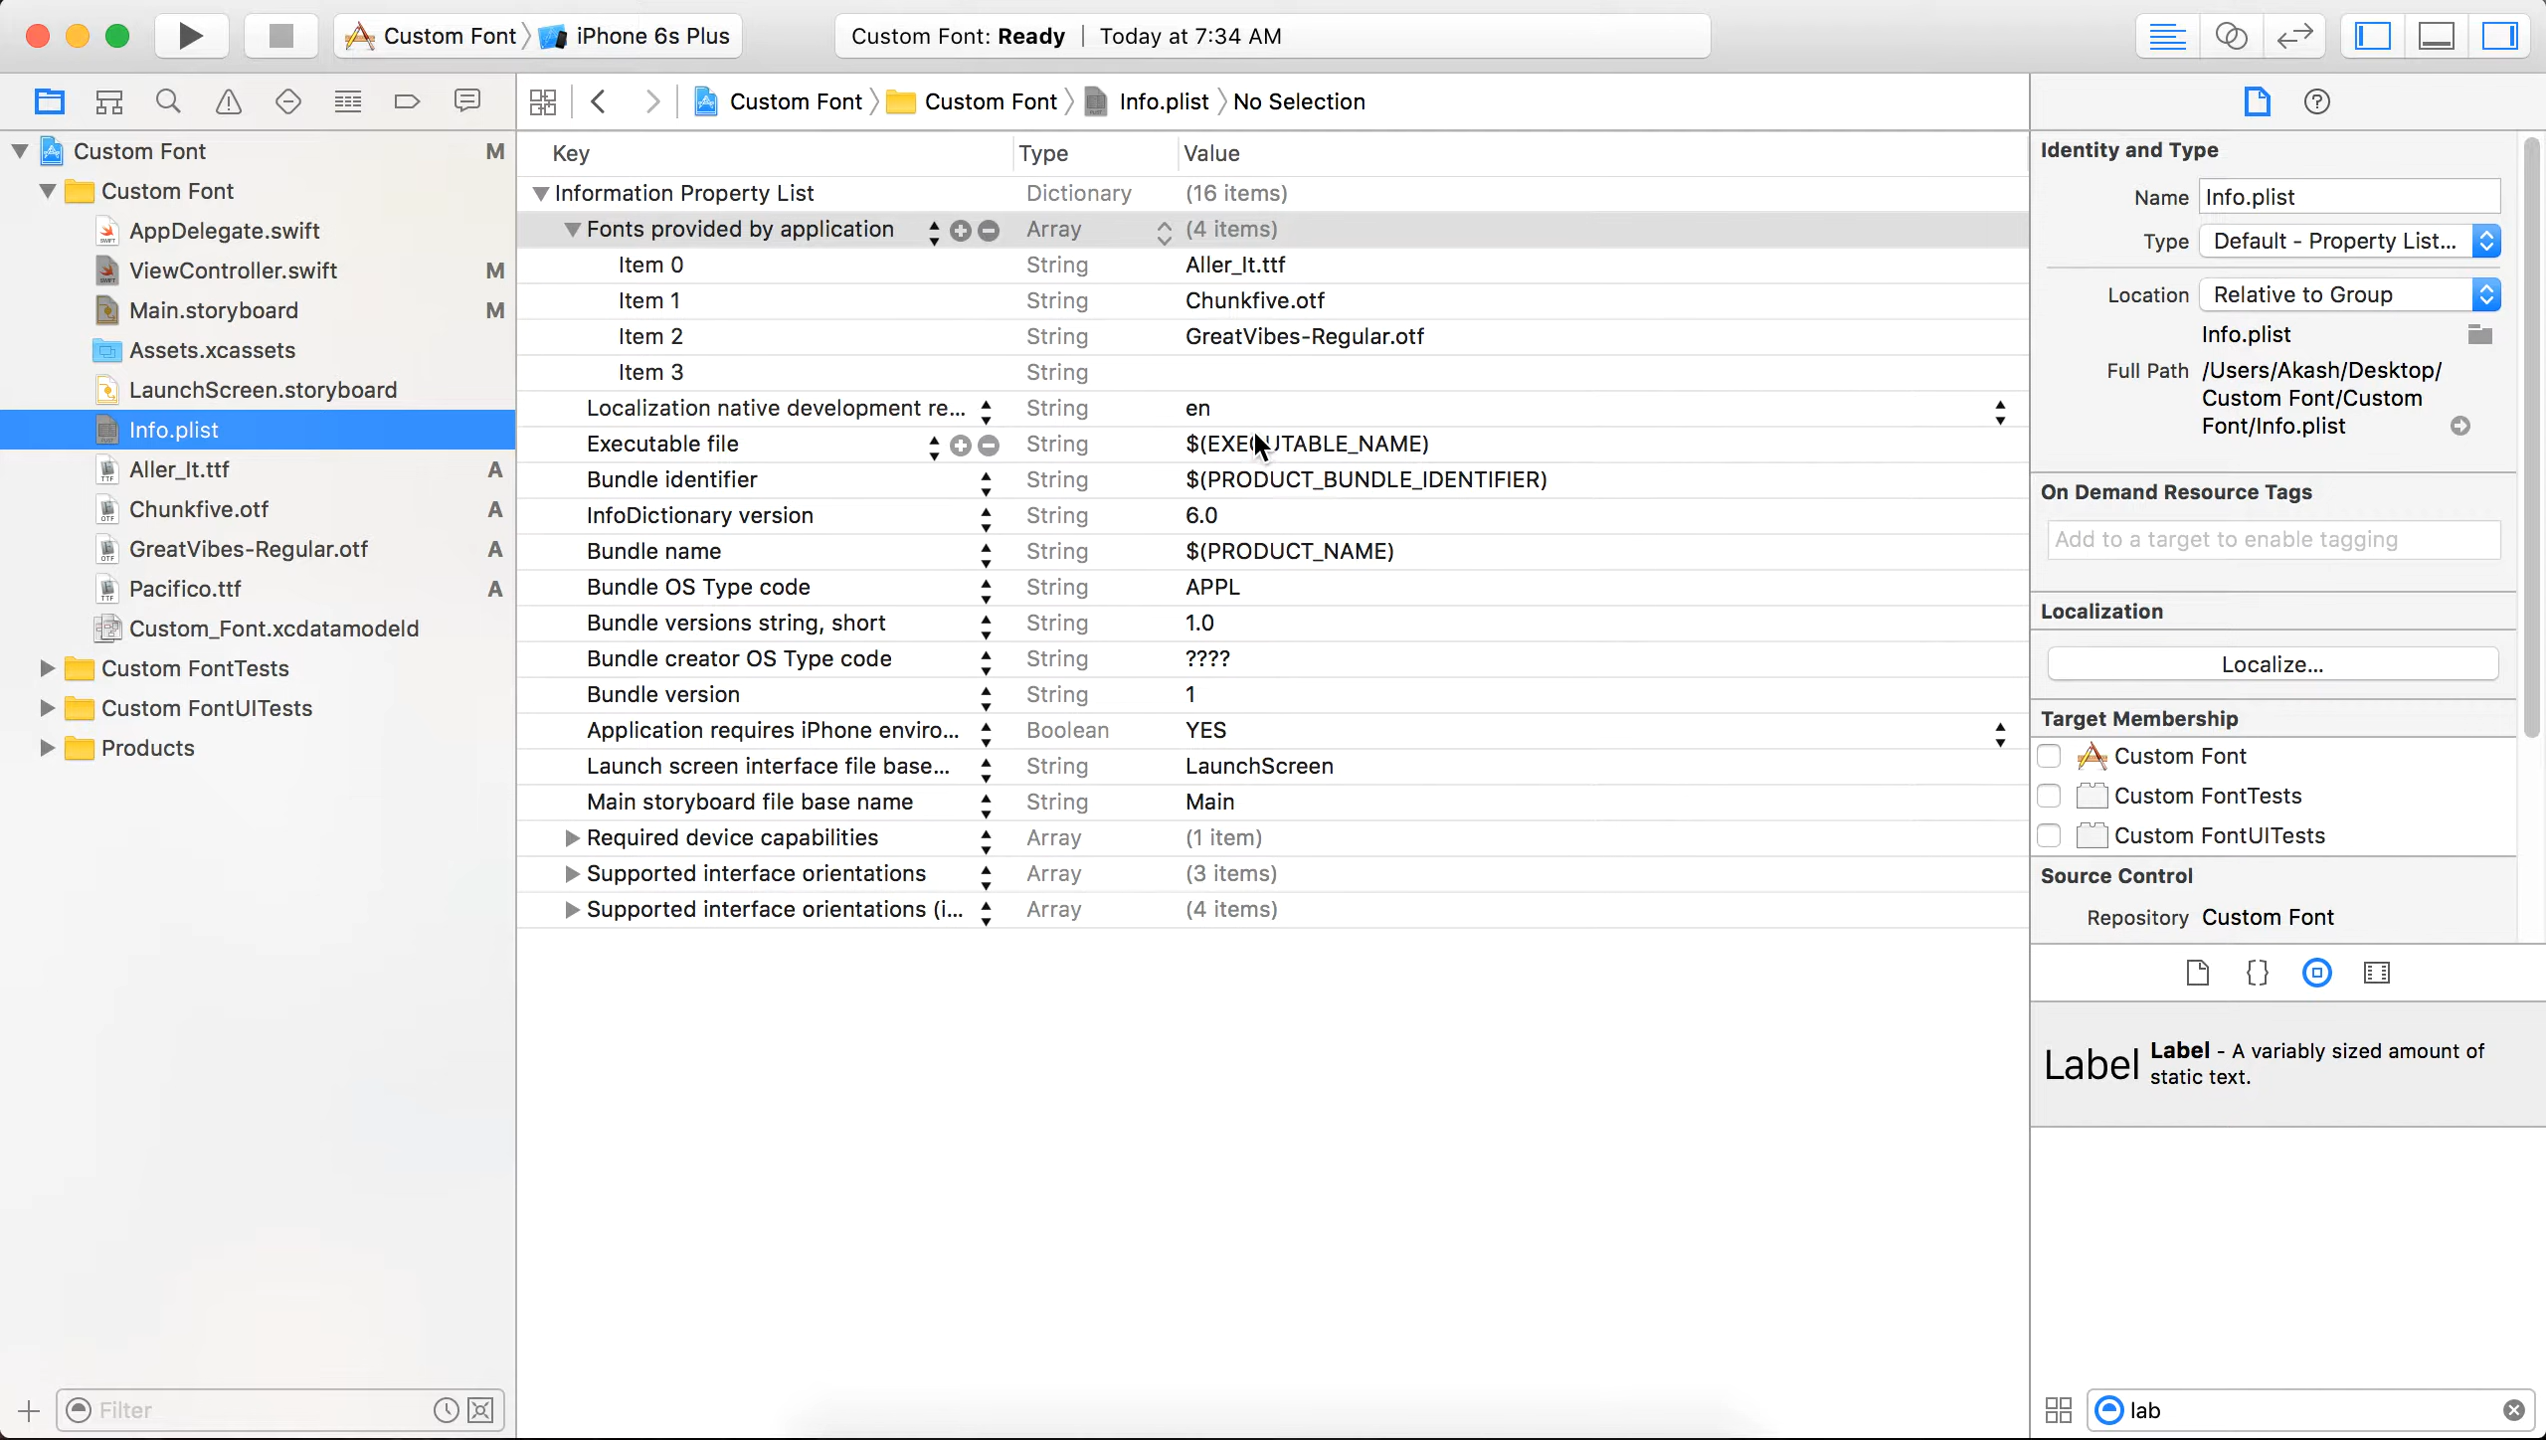 Custom Font iPhone 6s Plus
Custom Font: Ready Today at 7:34 AM
Custom Font Custom Font Info.plist No Selection
Custom Font M
Custom Font
AppDelegate.swift
ViewController.swift M
Main.storyboard M
Assets.xcassets
LaunchScreen.storyboard
Info.plist
Aller_It.ttf A
Chunkfive.otf A
GreatVibes-Regular.otf A
Pacifico.ttf A
Custom_Font.xcdatamodeld
Custom FontTests
Custom FontUITests
Products
Filter
Key Type Value
Information Property List Dictionary (16 items)
Fonts provided by application Array (4 items)
Item 0 String Aller_It.ttf
Item 1 String Chunkfive.otf
Item 2 String GreatVibes-Regular.otf
Item 3 String
Localization native development re... String en
Executable file String $(EXECUTABLE_NAME)
Bundle identifier String $(PRODUCT_BUNDLE_IDENTIFIER)
InfoDictionary version String 6.0
Bundle name String $(PRODUCT_NAME)
Bundle OS Type code String APPL
Bundle versions string, short String 1.0
Bundle creator OS Type code String ????
Bundle version String 1
Application requires iPhone enviro... Boolean YES
Launch screen interface file base... String LaunchScreen
Main storyboard file base name String Main
Required device capabilities Array (1 item)
Supported interface orientations Array (3 items)
Supported interface orientations (i... Array (4 items)
Identity and Type
Name Info.plist
Type Default - Property List...
Location Relative to Group
Info.plist
Full Path /Users/Akash/Desktop/
Custom Font/Custom
Font/Info.plist
On Demand Resource Tags
Add to a target to enable tagging
Localization
Localize...
Target Membership
Custom Font
Custom FontTests
Custom FontUITests
Source Control
Repository Custom Font
Label Label - A variably sized amount of
static text.
lab